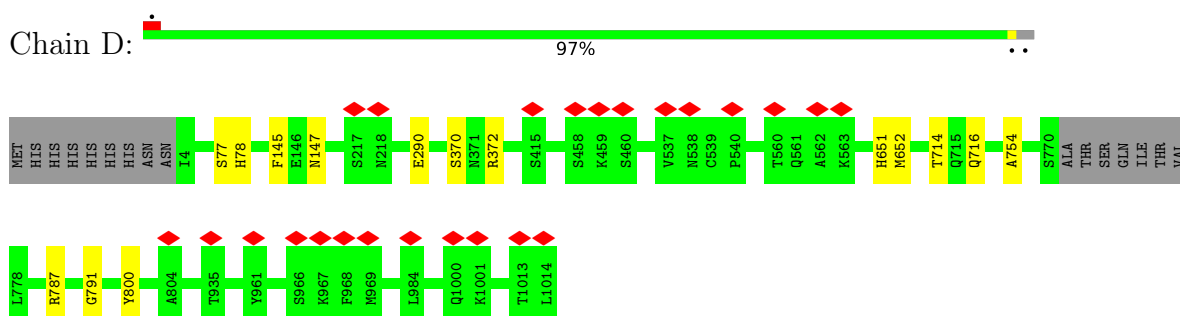 Chain D:
97%
MET HIS HIS HIS HIS HIS HIS ASN ASN I4 S77 H78 F145 E146 N147 S217 N218 E290 S370 N371 R372 S415 S458 K459 S460 V537 N538 C539 P540 T560 Q561 A562 K563 H651 M652 T714 Q715 Q716 A754 S770 ALA THR SER GLN ILE THR VAL
L778 R787 G791 Y800 A804 T935 Y961 S966 K967 F968 M969 L984 Q1000 K1001 T1013 L1014